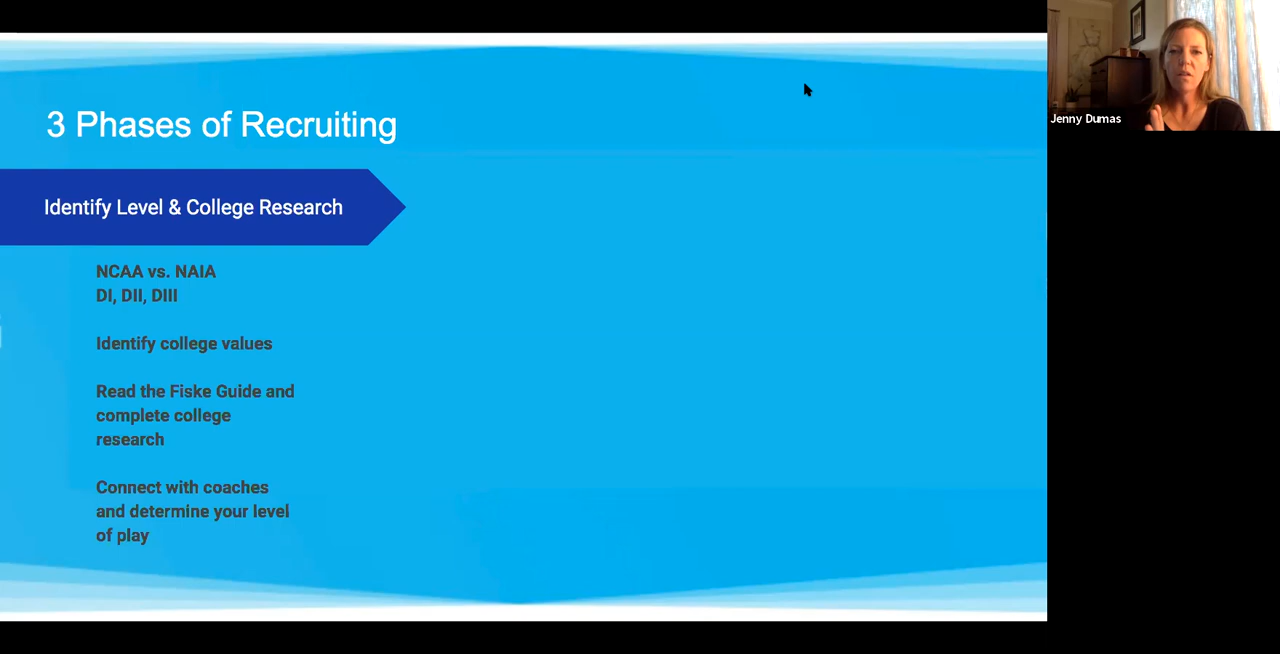 3 Phases of Recruiting
Identify Level & College Research
NCAA vs. NAIA
DI, DII, DIII
Identify college values
Read the Fiske Guide and
complete college
research
Connect with coaches
and determine your level
of play
Jenny Dumas